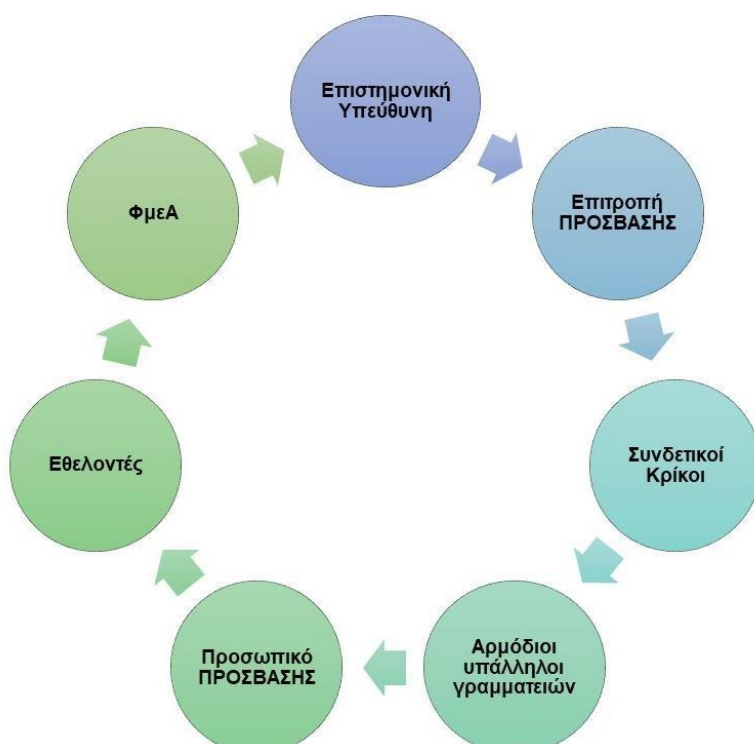 Επιστημονική
Υπεύθυνη
Επιτροπή
ΠΡΟΣΒΑΣΗΣ
Συνδετικοί
Κρίκοι
Αρμόδιοι
υπάλληλοι
γραμματειών
Προσωπικό
ΠΡΟΣΒΑΣΗΣ
Εθελοντές
ΦμεΑ